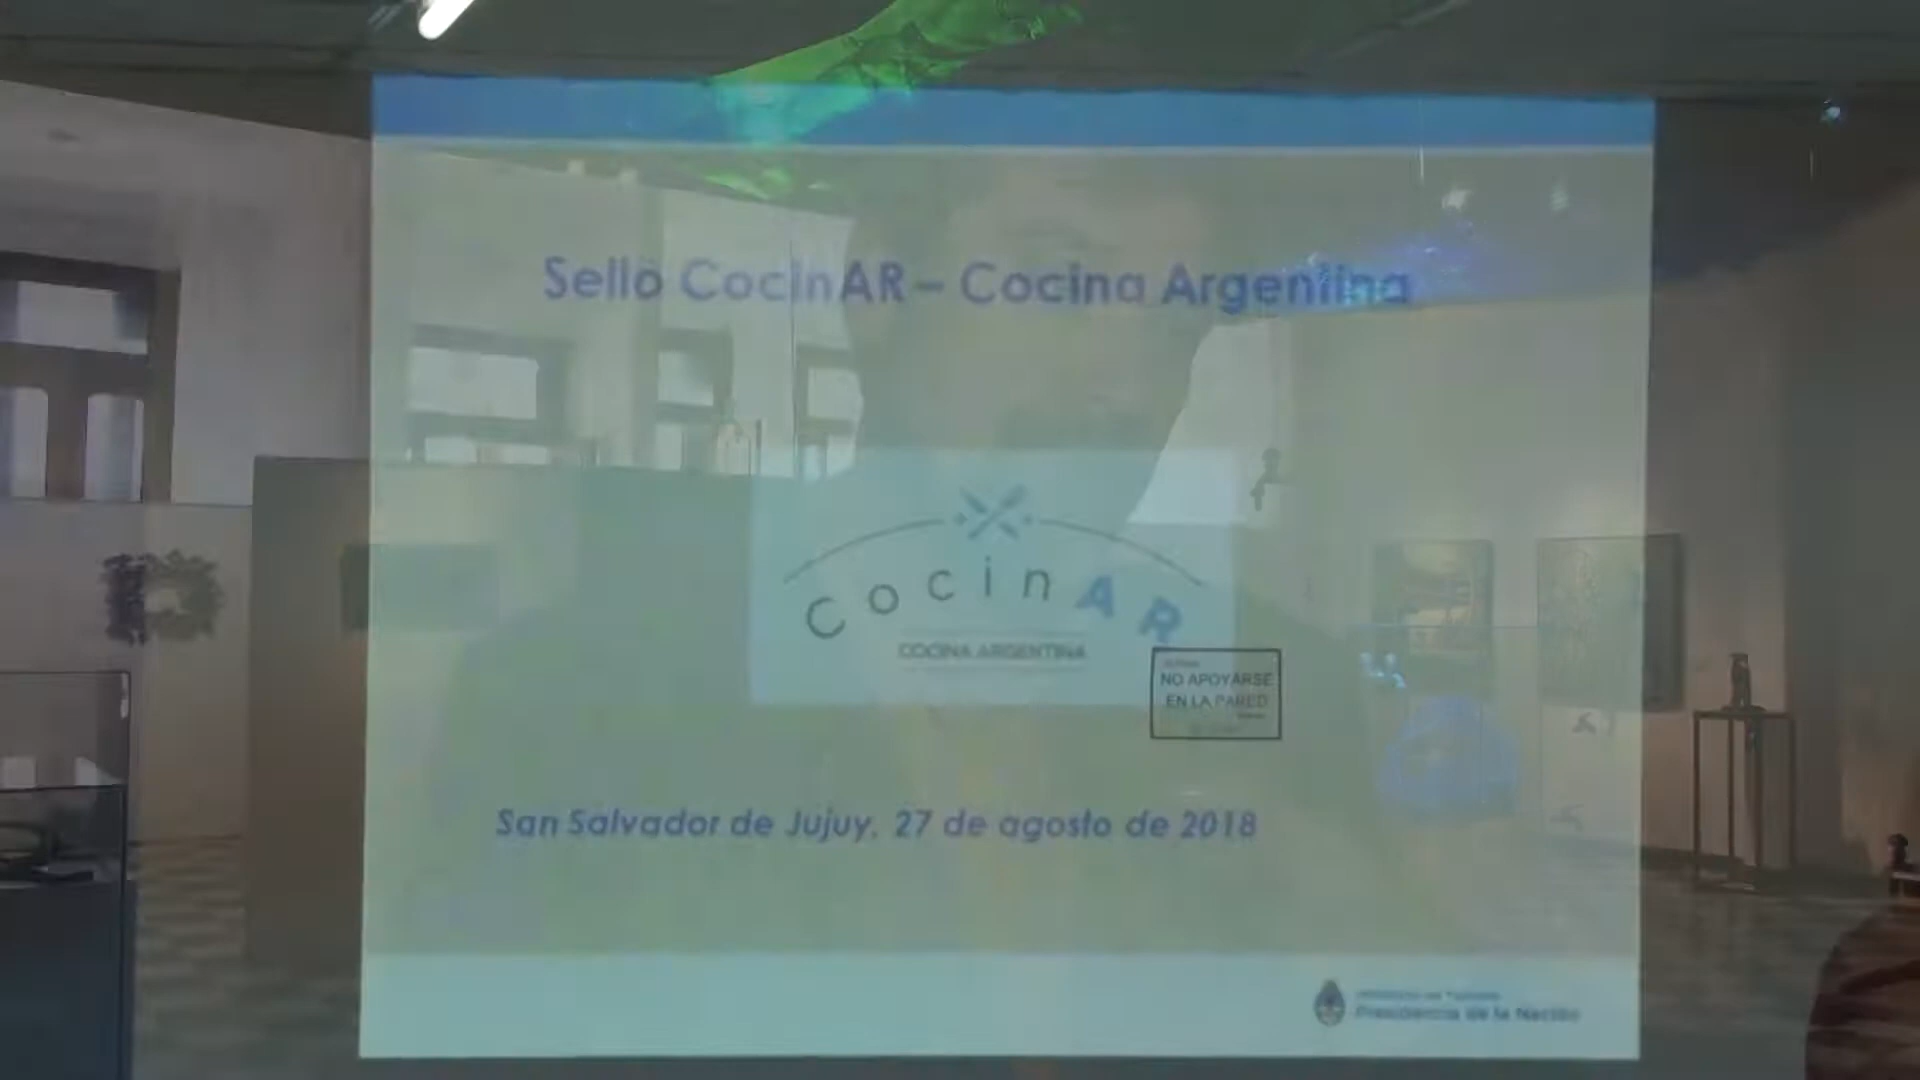 Sello CocinAR – Cocina Argentina
CocinAR
COCINA ARGENTINA
NO APOYARSE
EN LA PARED
San Salvador de Jujuy, 27 de agosto de 2018
Presidencia de la Nación